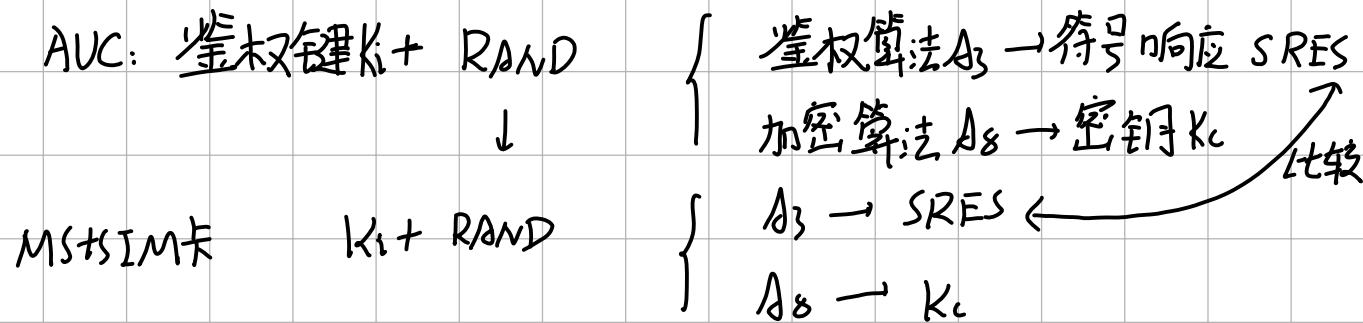 AUC: 鉴权键Ki + RAND { 鉴权算法A3 → 符号响应 SRES
↓ 加密算法A8 → 密钥Kc
比较
MS+SIM卡 Ki + RAND { A3 → SRES
A8 → Kc